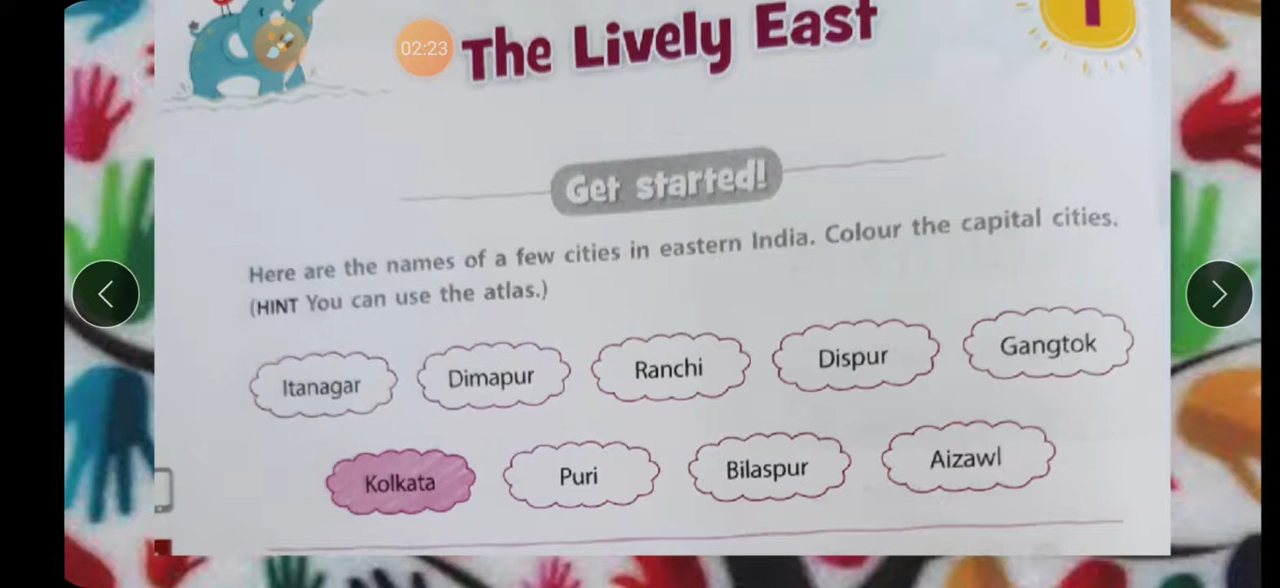 02:23
The Lively East
1
Get started!
Here are the names of a few cities in eastern India. Colour the capital cities.
(HINT You can use the atlas.)
Itanagar Dimapur Ranchi Dispur Gangtok
Kolkata Puri Bilaspur Aizawl